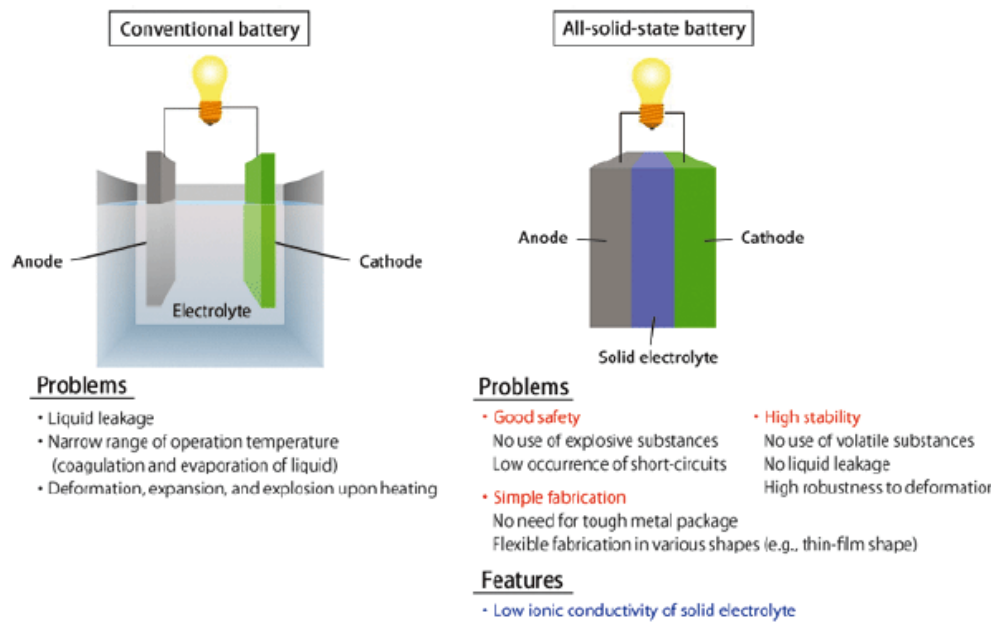 Conventional battery
Anode
Cathode
Electrolyte
Problems
• Liquid leakage
• Narrow range of operation temperature
(coagulation and evaporation of liquid)
• Deformation, expansion, and explosion upon heating
All-solid-state battery
Anode
Cathode
Solid electrolyte
Problems
• Good safety
No use of explosive substances
Low occurrence of short-circuits
• Simple fabrication
No need for tough metal package
Flexible fabrication in various shapes (e.g., thin-film shape)
• High stability
No use of volatile substances
No liquid leakage
High robustness to deformation
Features
• Low ionic conductivity of solid electrolyte